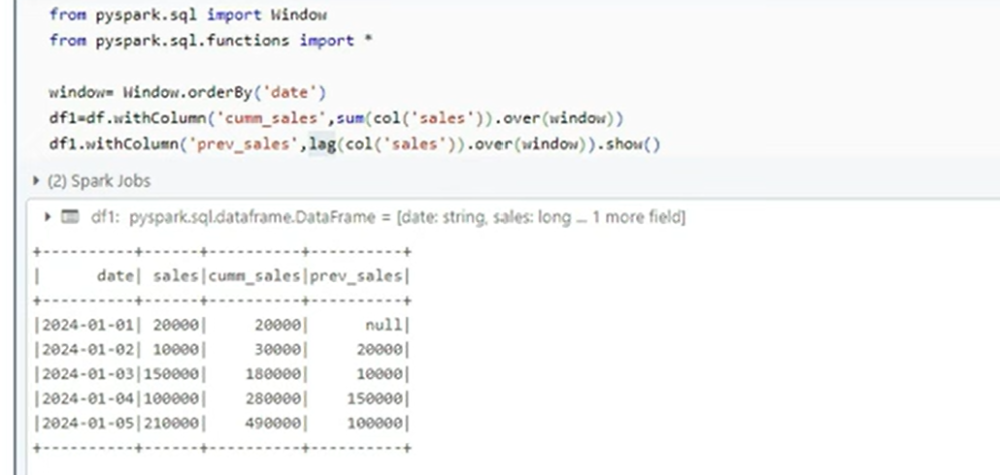 from pyspark.sql import Window
from pyspark.sql.functions import *
window= Window.orderBy('date')
df1=df.withColumn('cumm_sales',sum(col('sales')).over(window))
df1.withColumn('prev_sales',lag(col('sales')).over(window)).show()
(2) Spark Jobs
df1: pyspark.sql.dataframe.DataFrame = [date: string, sales: long ... 1 more field]
+----------+------+----------+----------+
|      date| sales|cumm_sales|prev_sales|
+----------+------+----------+----------+
|2024-01-01| 20000|     20000|      null|
|2024-01-02| 10000|     30000|     20000|
|2024-01-03|150000|    180000|     10000|
|2024-01-04|100000|    280000|    150000|
|2024-01-05|210000|    490000|    100000|
+----------+------+----------+----------+